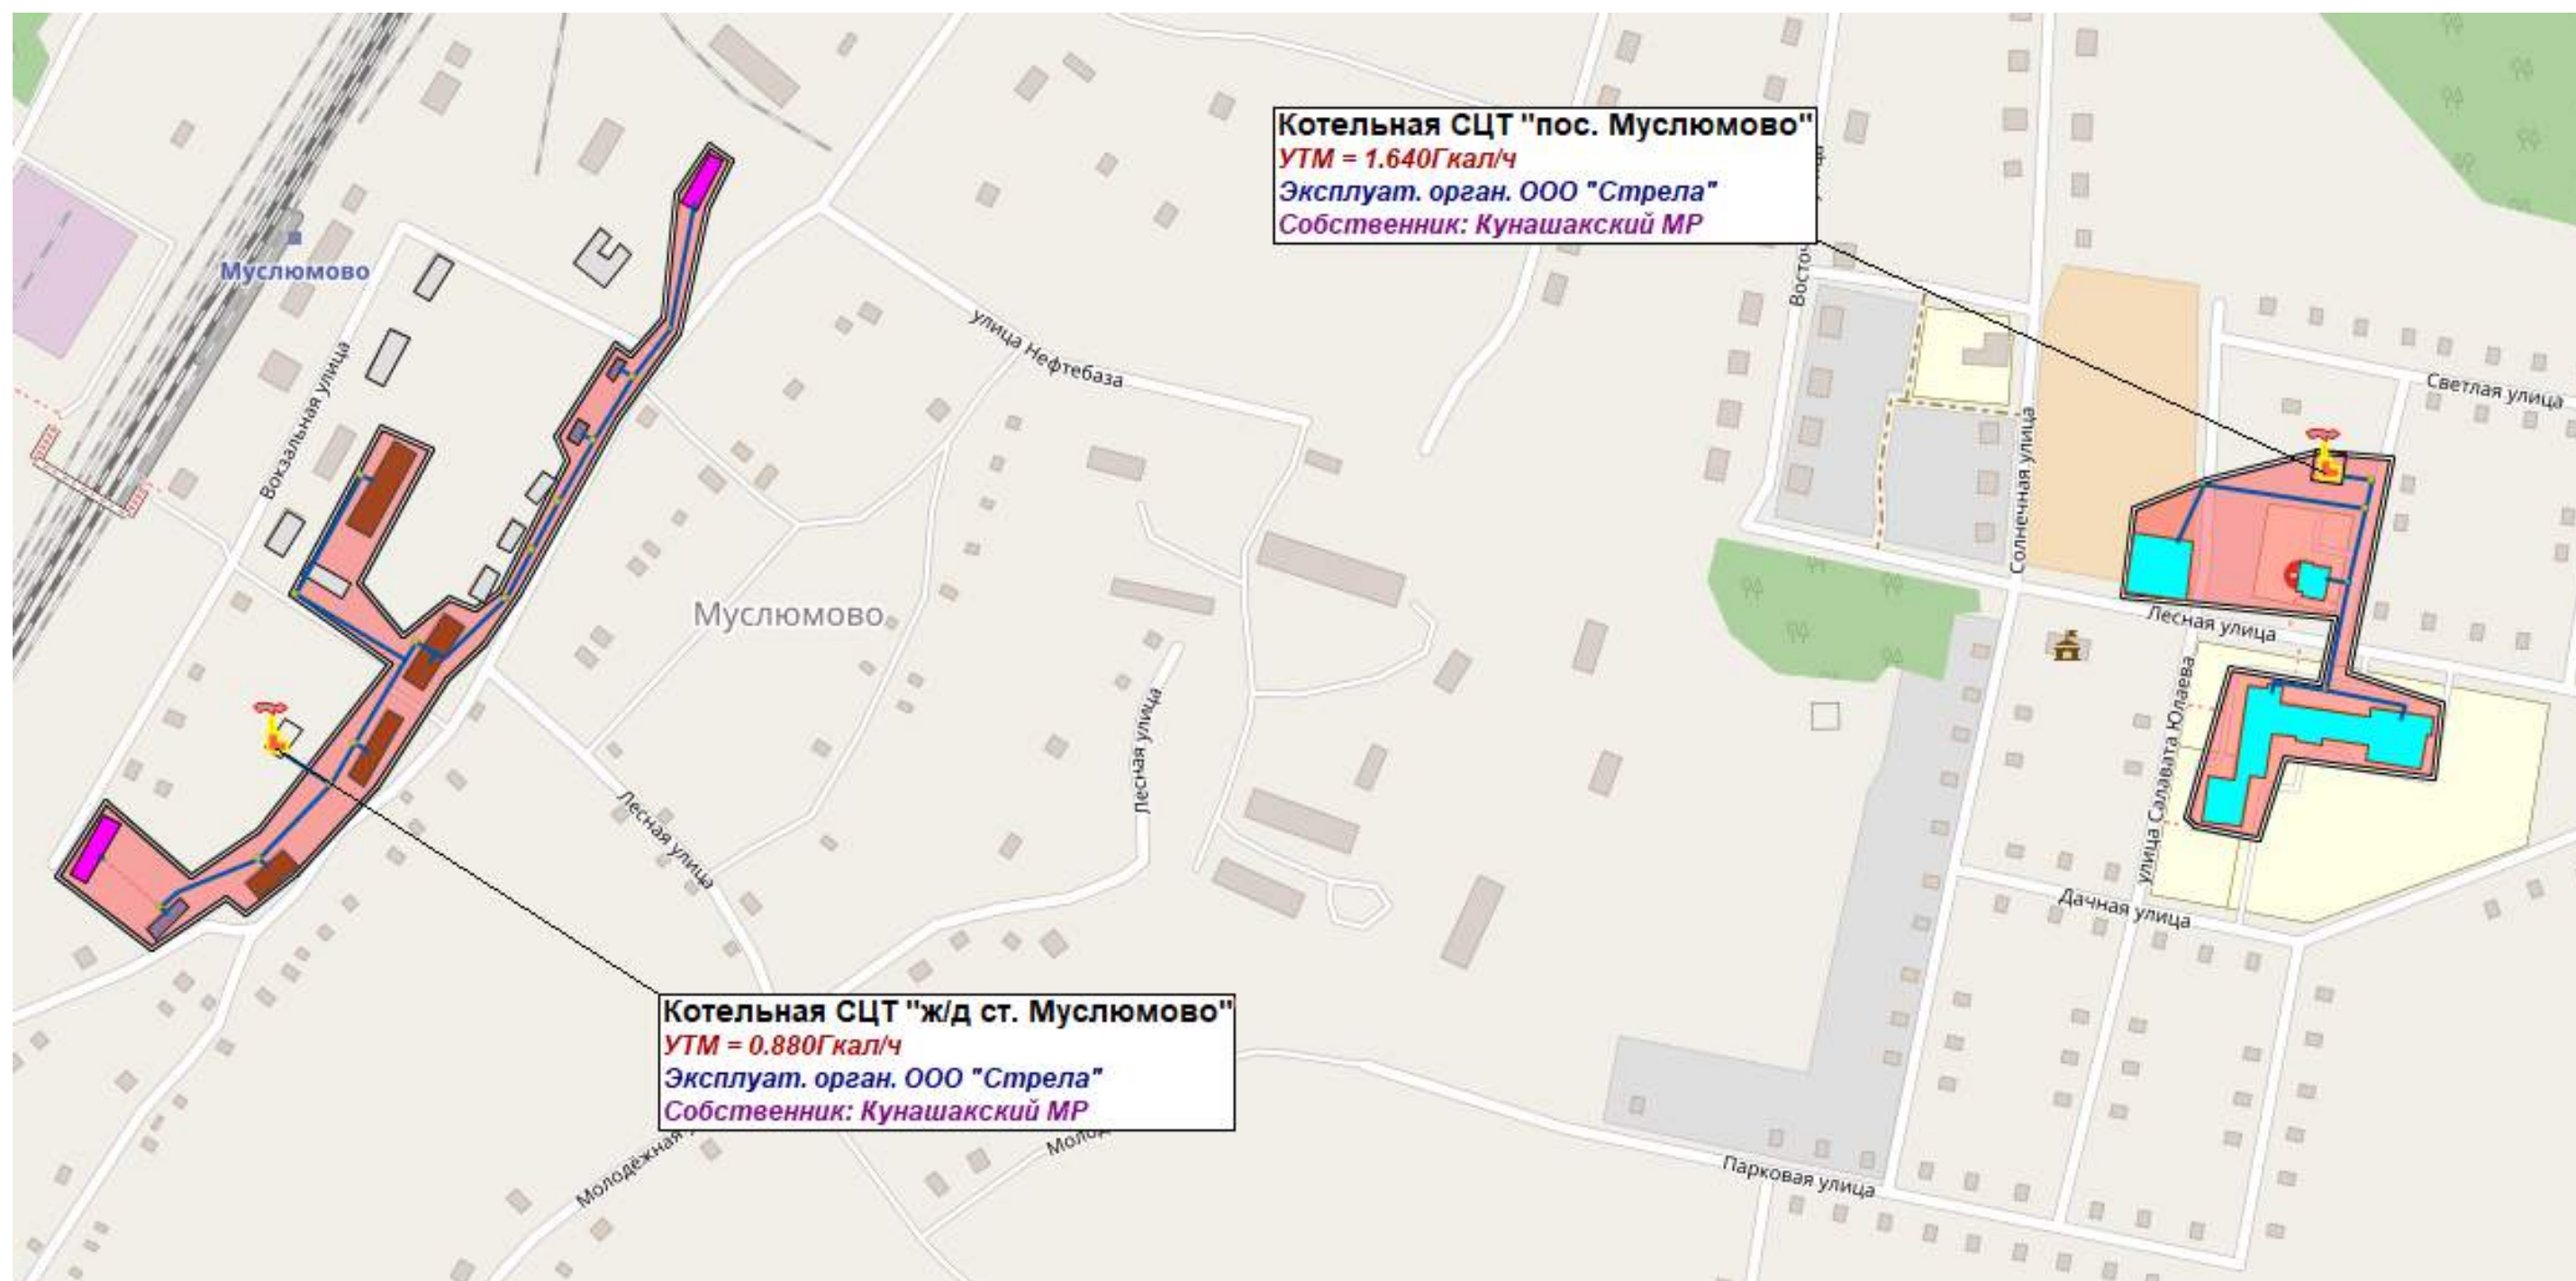 Котельная СЦТ "пос. Муслюмово"
УТМ = 1.640Гкал/ч
Эксплуат. орган. ООО "Стрела"
Собственник: Кунашакский МР
Муслюмово
Вокзальная улица
улица Нефтебаза
Солнечная улица
Светлая улица
Муслюмово
Лесная улица
Лесная улица
Лесная улица
улица Салавата Юлаева
Дачная улица
Котельная СЦТ "ж/д ст. Муслюмово"
УТМ = 0.880Гкал/ч
Эксплуат. орган. ООО "Стрела"
Собственник: Кунашакский МР
Молодёжная
Парковая улица